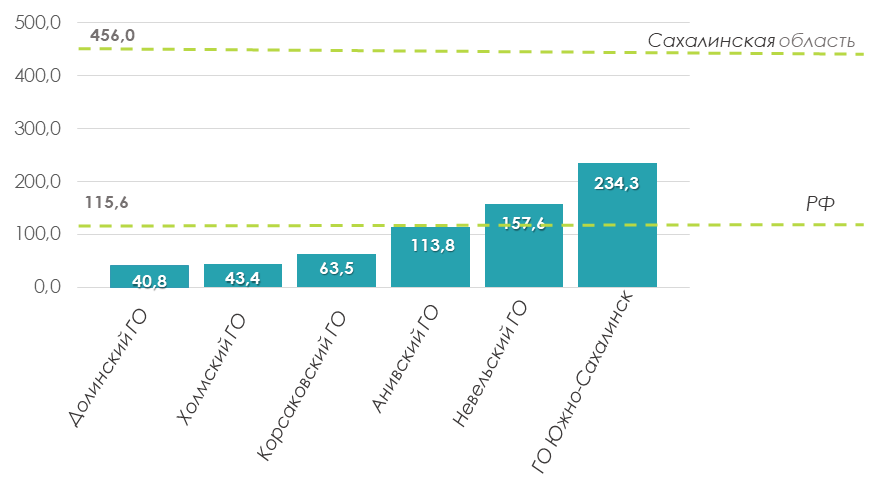 500,0
456,0
Сахалинская область
400,0
300,0
200,0
115,6
РФ
100,0
0,0
40,8
43,4
63,5
113,8
157,6
234,3
Долинский ГО
Холмский ГО
Корсаковский ГО
Анивский ГО
Невельский ГО
ГО Южно-Сахалинск